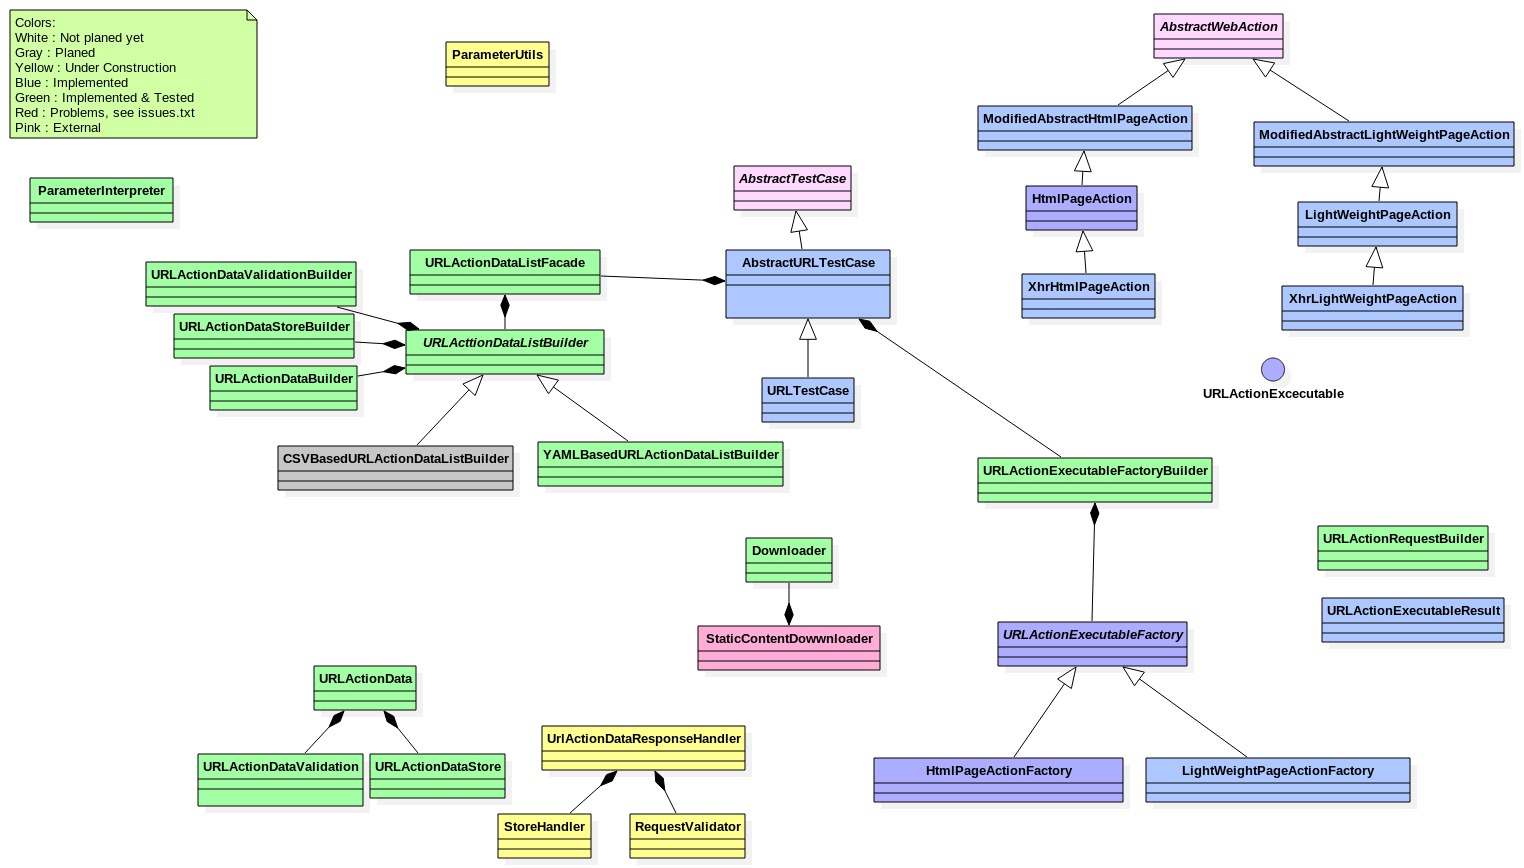 Colors:
White : Not planed yet
Gray : Planed
Yellow : Under Construction
Blue : Implemented
Green : Implemented & Tested
Red : Problems, see issues.txt
Pink : External
ParameterUtils
AbstractWebAction
ModifiedAbstractHtmlPageAction
ModifiedAbstractLightWeightPageAction
ParameterInterpreter
AbstractTestCase
HtmlPageAction
LightWeightPageAction
URLActionDataValidationBuilder
URLActionDataListFacade
AbstractURLTestCase
XhrHtmlPageAction
XhrLightWeightPageAction
URLActionDataStoreBuilder
URLActtionDataListBuilder
URLActionDataBuilder
URLTestCase
URLActionExcecutable
CSVBasedURLActionDataListBuilder
YAMLBasedURLActionDataListBuilder
URLActionExecutableFactoryBuilder
Downloader
URLActionRequestBuilder
URLActionExecutableResult
StaticContentDowwnloader
URLActionExecutableFactory
URLActionData
UrlActionDataResponseHandler
URLActionDataValidation
URLActionDataStore
HtmlPageActionFactory
LightWeightPageActionFactory
StoreHandler
RequestValidator